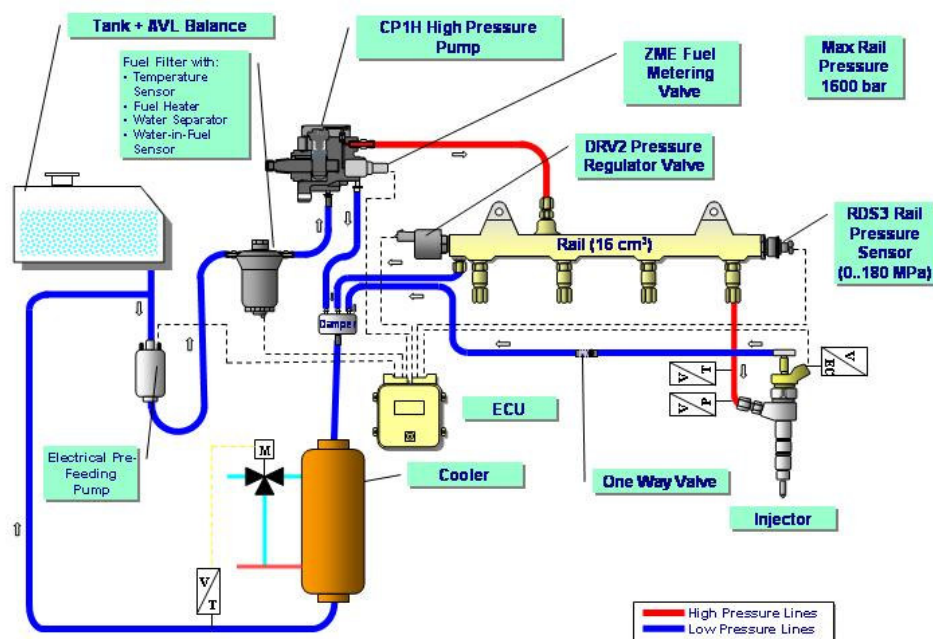 Tank + AVL Balance
Fuel Filter with:
• Temperature
Sensor
• Fuel Heater
• Water Separator
• Water-in-Fuel
Sensor
CP1H High Pressure
Pump
ZME Fuel
Metering
Valve
Max Rail
Pressure
1600 bar
DRV2 Pressure
Regulator Valve
RDS3 Rail
Pressure
Sensor
(0..180 MPa)
Rail (16 cm³)
Damper
ECU
V
T
V
P
V
EC
Electrical Pre-
Feeding
Pump
M
Cooler
One Way Valve
Injector
V
T
High Pressure Lines
Low Pressure Lines